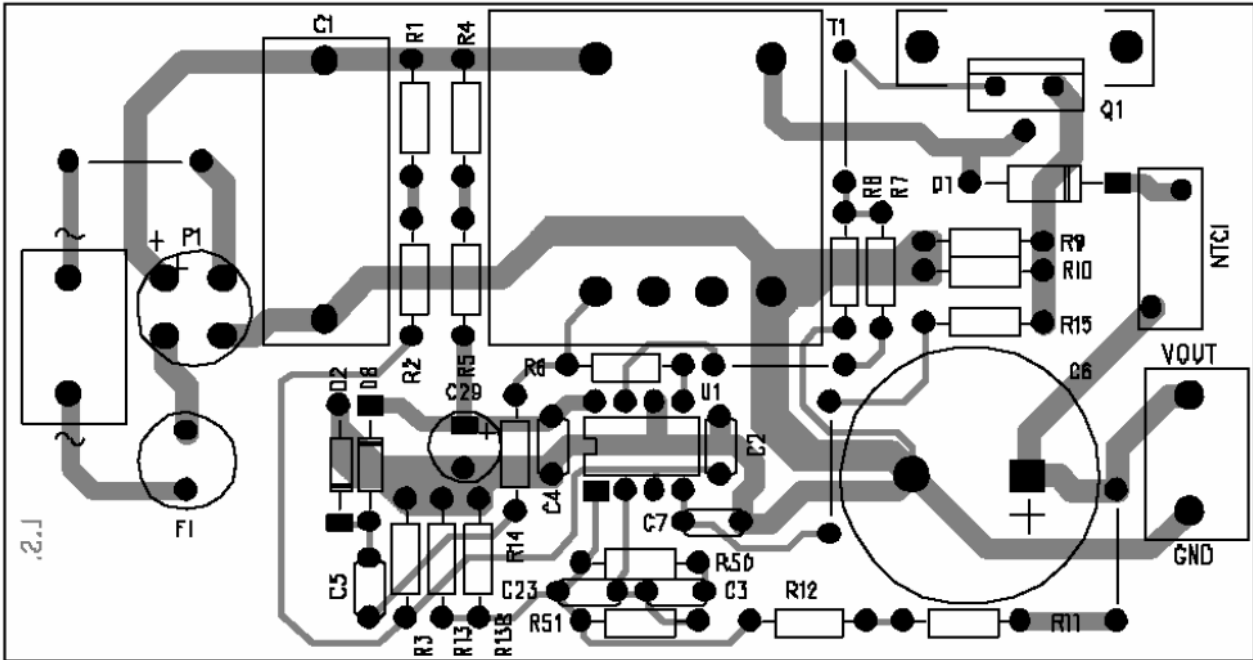 C1
R1
R4
T1
Q1
P1
R8
R7
D1
R9
R10
NTC1
R15
R2
R5
R6
D2
D8
C29
U1
C6
VOUT
C4
C2
F1
C7
R14
GND
C5
R50
C23
C3
R12
R3
R13
R13B
R51
R11